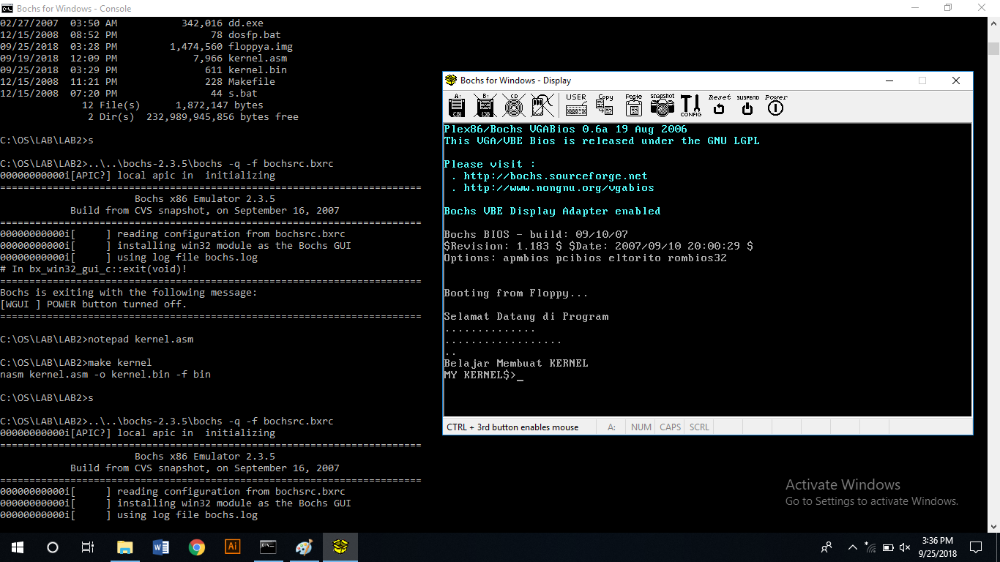 Bochs for Windows - Console
02/27/2007  03:50 AM           342,016 dd.exe
12/15/2008  08:52 PM                78 dosfp.bat
09/25/2018  03:28 PM         1,474,560 floppya.img
09/19/2018  12:09 PM             7,966 kernel.asm
09/25/2018  03:29 PM               611 kernel.bin
12/15/2008  11:21 PM               228 Makefile
12/15/2008  07:20 PM                44 s.bat
              12 File(s)      1,872,147 bytes
               2 Dir(s)  232,989,945,856 bytes free
C:\OS\LAB\LAB2>s
C:\OS\LAB\LAB2>..\..\bochs-2.3.5\bochs -q -f bochsrc.bxrc
00000000000i[APIC?] local apic in  initializing
========================================================================
Bochs x86 Emulator 2.3.5
Build from CVS snapshot, on September 16, 2007
========================================================================
00000000000i[     ] reading configuration from bochsrc.bxrc
00000000000i[     ] installing win32 module as the Bochs GUI
00000000000i[     ] using log file bochs.log
# In bx_win32_gui_c::exit(void)!
========================================================================
Bochs is exiting with the following message:
[WGUI ] POWER button turned off.
========================================================================
C:\OS\LAB\LAB2>notepad kernel.asm
C:\OS\LAB\LAB2>make kernel
nasm kernel.asm -o kernel.bin -f bin
C:\OS\LAB\LAB2>s
C:\OS\LAB\LAB2>..\..\bochs-2.3.5\bochs -q -f bochsrc.bxrc
00000000000i[APIC?] local apic in  initializing
========================================================================
Bochs x86 Emulator 2.3.5
Build from CVS snapshot, on September 16, 2007
========================================================================
00000000000i[     ] reading configuration from bochsrc.bxrc
00000000000i[     ] installing win32 module as the Bochs GUI
00000000000i[     ] using log file bochs.log
Bochs for Windows - Display
A: B: CD USER Copy Paste snapshot CONFIG Reset SUSPEND Power
Plex86/Bochs VGABios 0.6a 19 Aug 2006
This VGA/VBE Bios is released under the GNU LGPL
Please visit :
 . http://bochs.sourceforge.net
 . http://www.nongnu.org/vgabios
Bochs VBE Display Adapter enabled
Bochs BIOS - build: 09/10/07
$Revision: 1.183 $ $Date: 2007/09/10 20:00:29 $
Options: apmbios pcibios eltorito rombios32
Booting from Floppy...
Selamat Datang di Program
..............
..................
..
Belajar Membuat KERNEL
MY KERNEL$>_
CTRL + 3rd button enables mouse A: NUM CAPS SCRL
Activate Windows
Go to Settings to activate Windows.
Ai
3:36 PM
9/25/2018